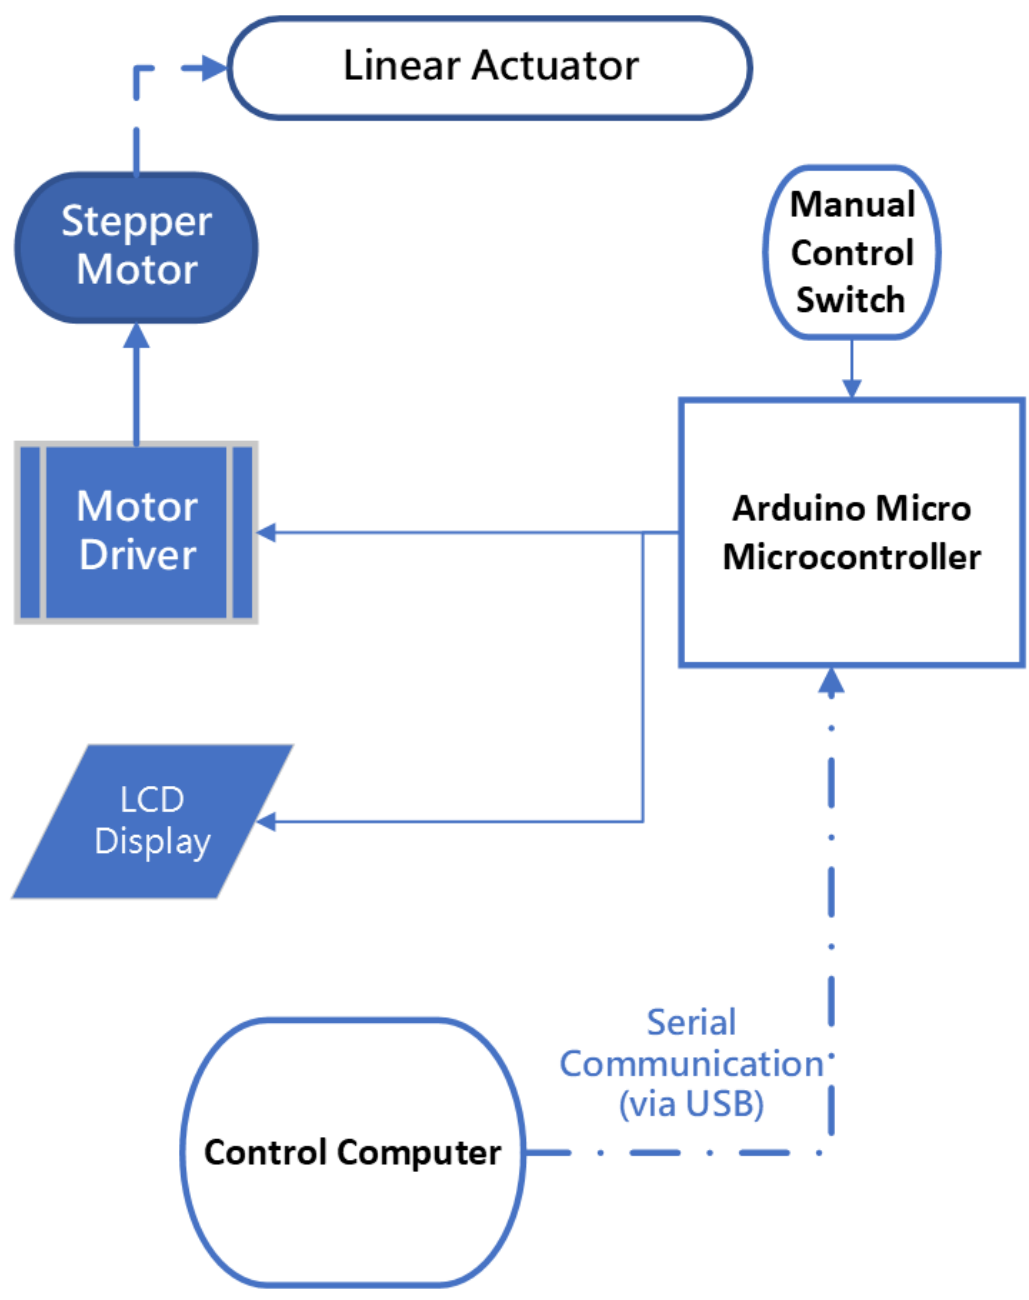 Linear Actuator
Stepper
Motor
Manual
Control
Switch
Motor
Driver
Arduino Micro
Microcontroller
LCD
Display
Serial
Communication
(via USB)
Control Computer